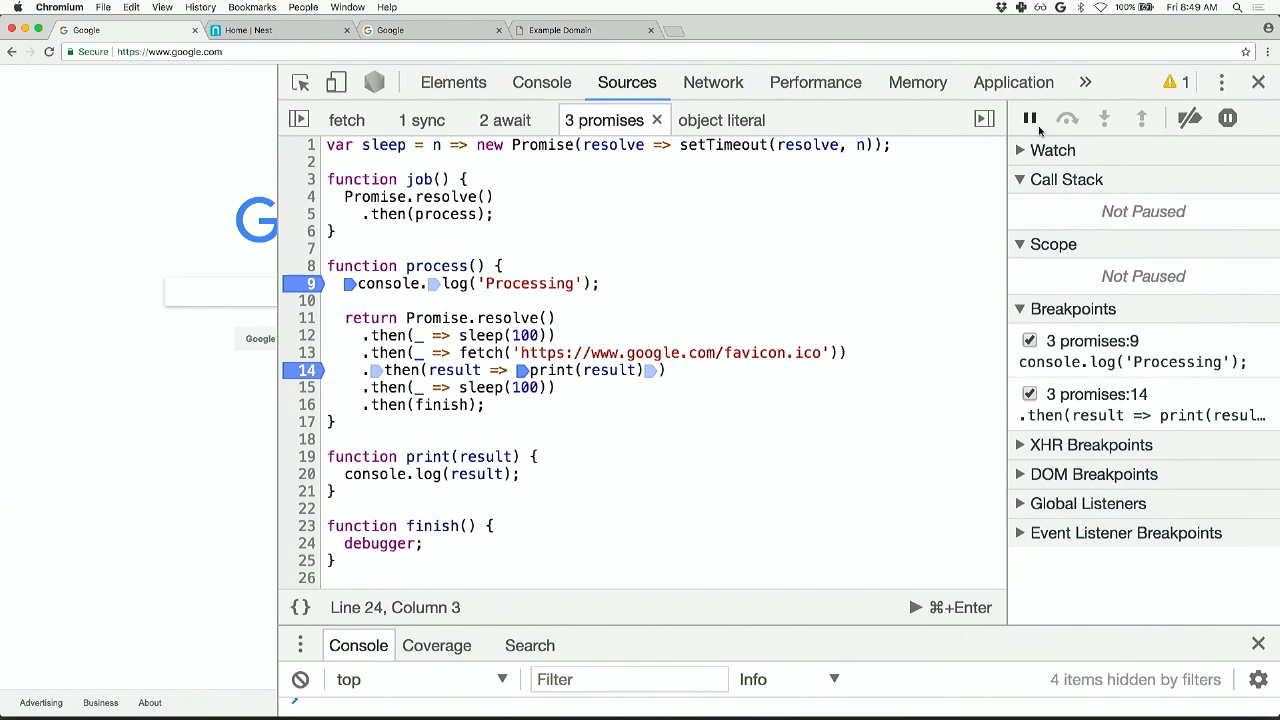 Chromium File Edit View History Bookmarks People Window Help 100% Fri 8:49 AM
Google Home | Nest Google Example Domain
Secure https://www.google.com
Elements Console Sources Network Performance Memory Application 1
fetch 1 sync 2 await 3 promises object literal
1 var sleep = n => new Promise(resolve => setTimeout(resolve, n));
2
3 function job() {
4 Promise.resolve()
5 .then(process);
6 }
7
8 function process() {
9 console.log('Processing');
10
11 return Promise.resolve()
12 .then(_ => sleep(100))
13 .then(_ => fetch('https://www.google.com/favicon.ico'))
14 .then(result => print(result))
15 .then(_ => sleep(100))
16 .then(finish);
17 }
18
19 function print(result) {
20 console.log(result);
21 }
22
23 function finish() {
24 debugger;
25 }
26
{} Line 24, Column 3 ⌘+Enter
Watch
Call Stack
Not Paused
Scope
Not Paused
Breakpoints
3 promises:9
console.log('Processing');
3 promises:14
.then(result => print(resul…
XHR Breakpoints
DOM Breakpoints
Global Listeners
Event Listener Breakpoints
Console Coverage Search
top Filter Info 4 items hidden by filters
G
Google
Advertising Business About